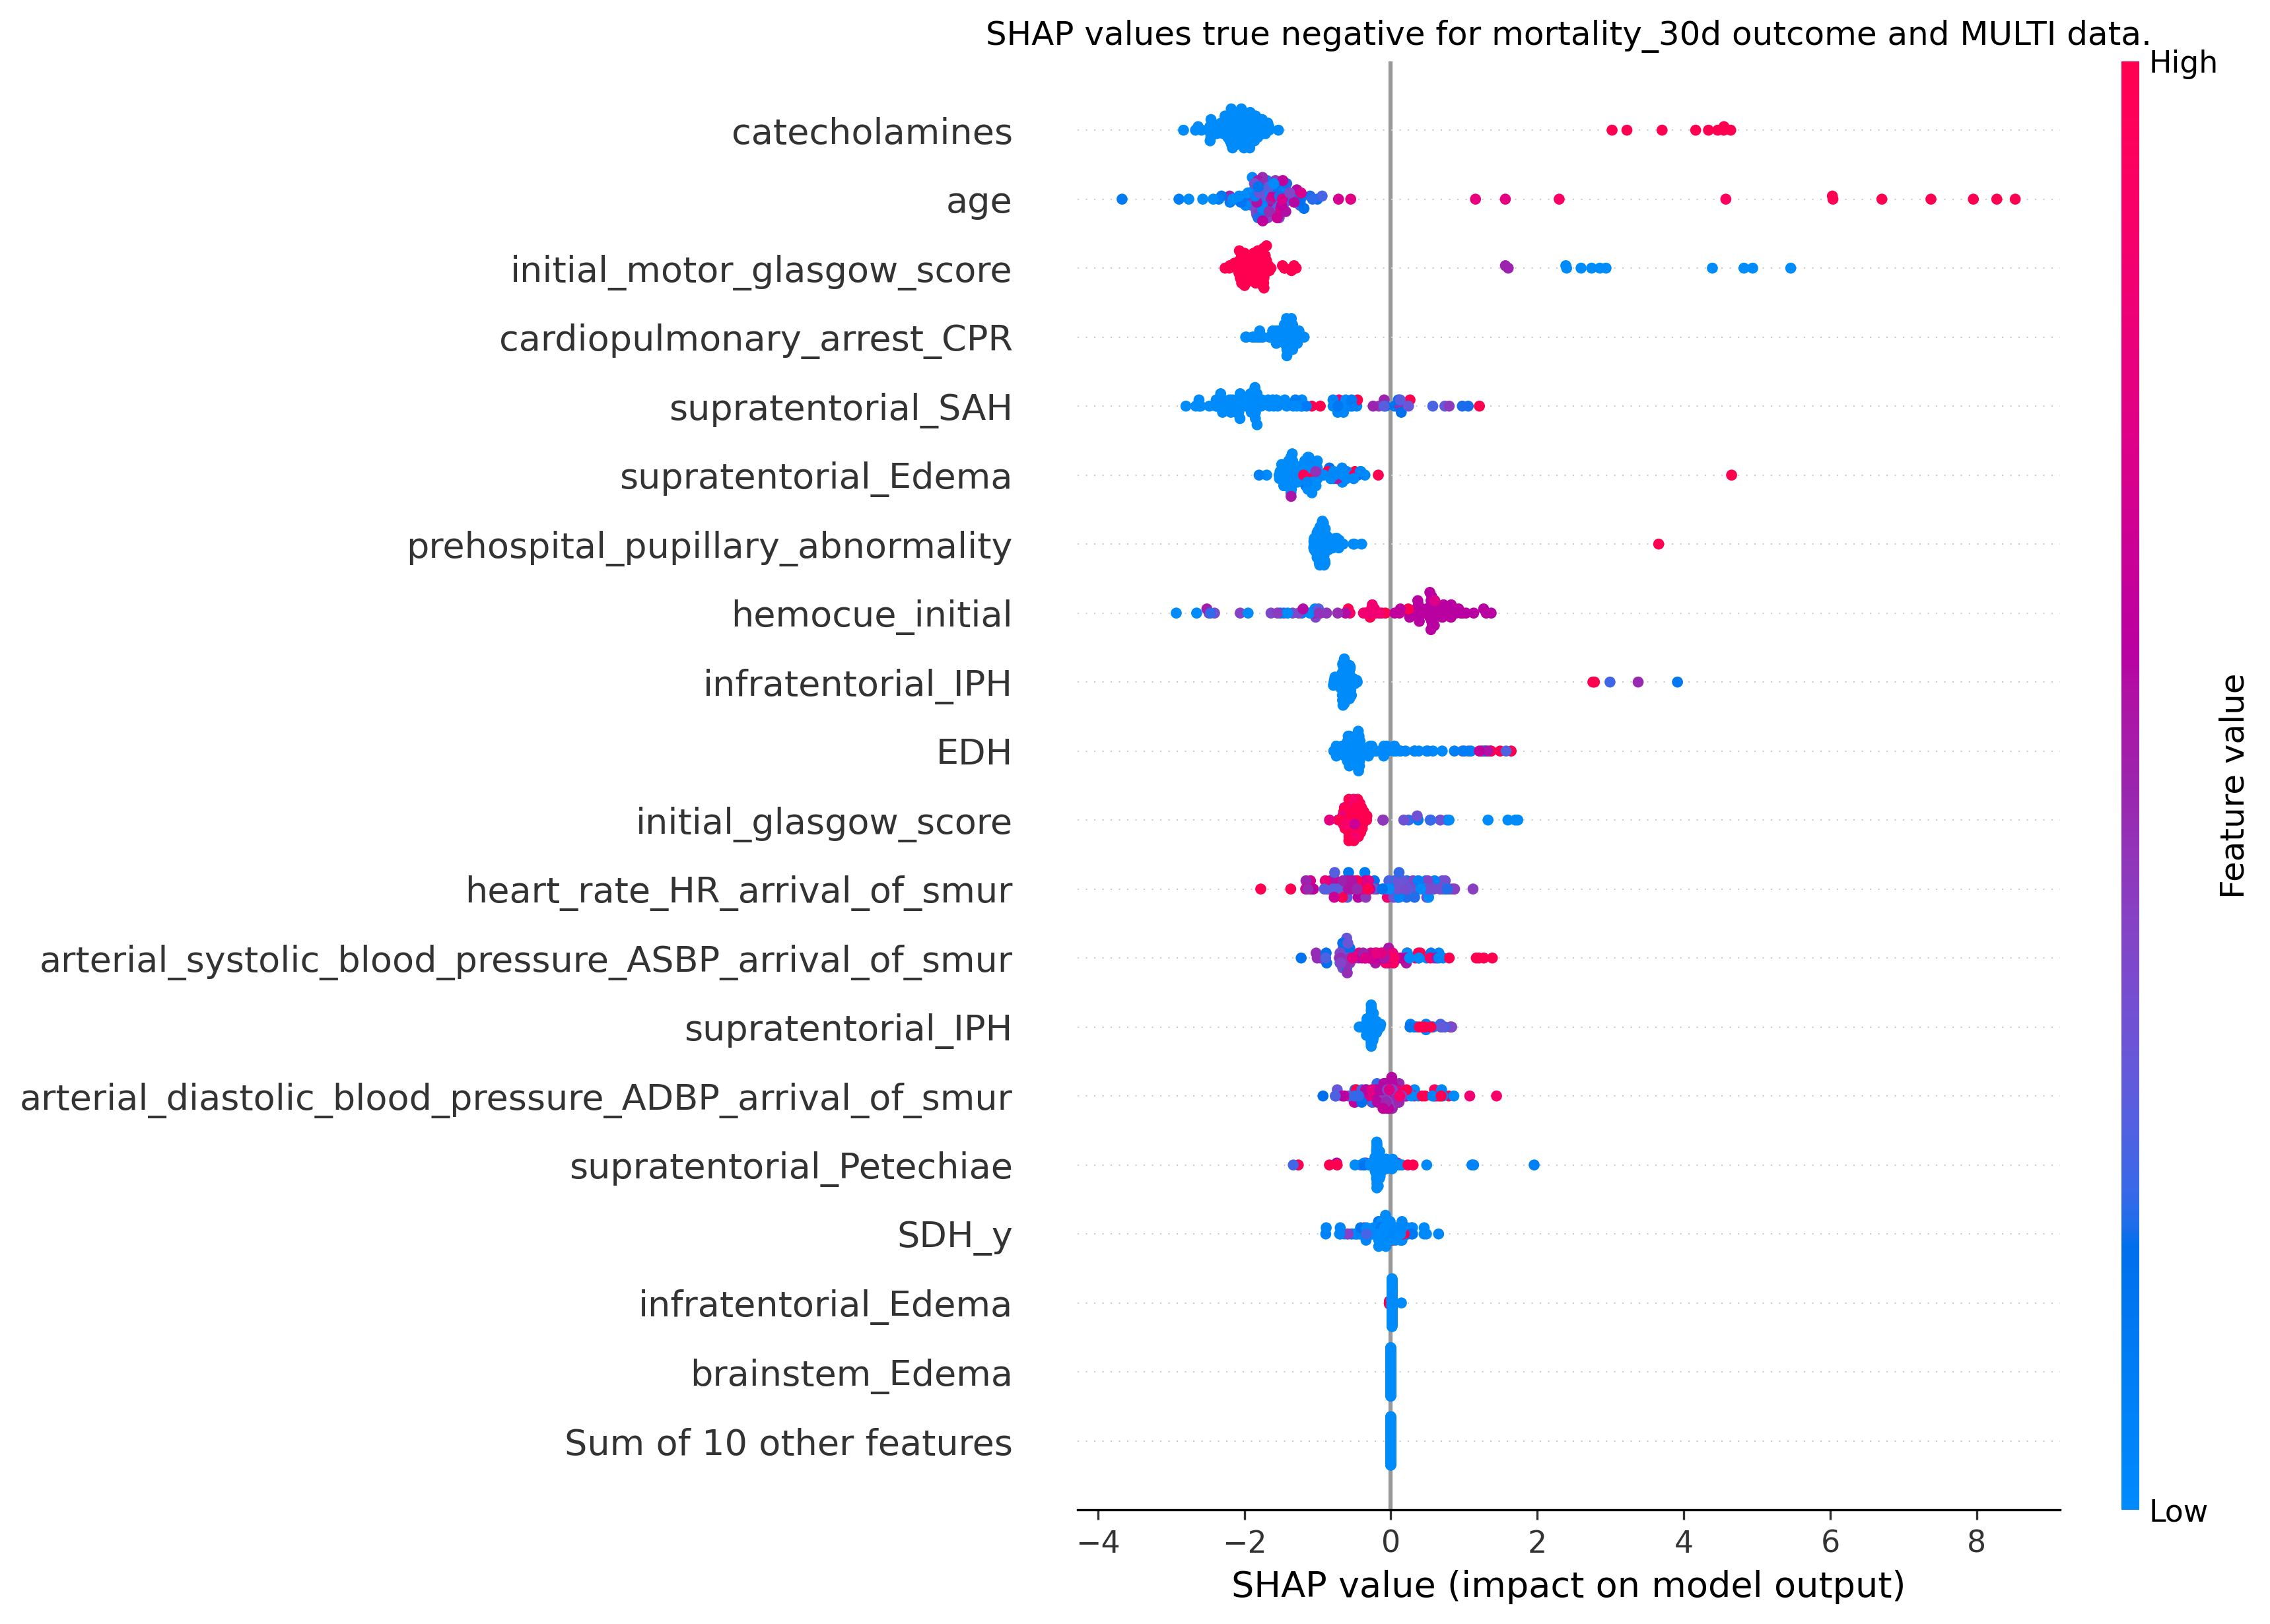 SHAP values true negative for mortality_30d outcome and MULTI data.
High
catecholamines
age
initial_motor_glasgow_score
cardiopulmonary_arrest_CPR
supratentorial_SAH
supratentorial_Edema
prehospital_pupillary_abnormality
hemocue_initial
infratentorial_IPH
EDH
initial_glasgow_score
heart_rate_HR_arrival_of_smur
arterial_systolic_blood_pressure_ASBP_arrival_of_smur
supratentorial_IPH
arterial_diastolic_blood_pressure_ADBP_arrival_of_smur
supratentorial_Petechiae
SDH_y
infratentorial_Edema
brainstem_Edema
Sum of 10 other features
Feature value
Low
−4 −2 0 2 4 6 8
SHAP value (impact on model output)